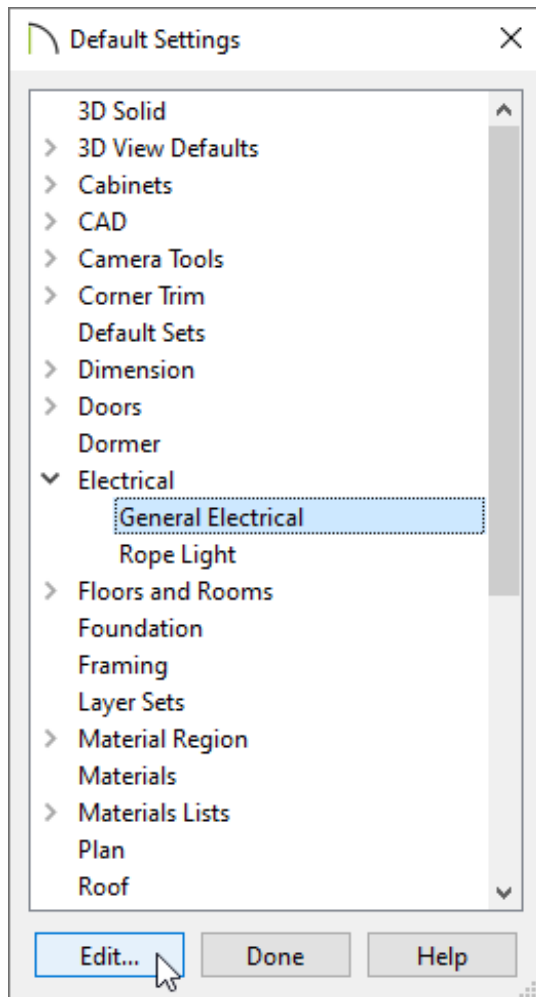 Default Settings
3D Solid
3D View Defaults
Cabinets
CAD
Camera Tools
Corner Trim
Default Sets
Dimension
Doors
Dormer
Electrical
General Electrical
Rope Light
Floors and Rooms
Foundation
Framing
Layer Sets
Material Region
Materials
Materials Lists
Plan
Roof
Edit... Done Help